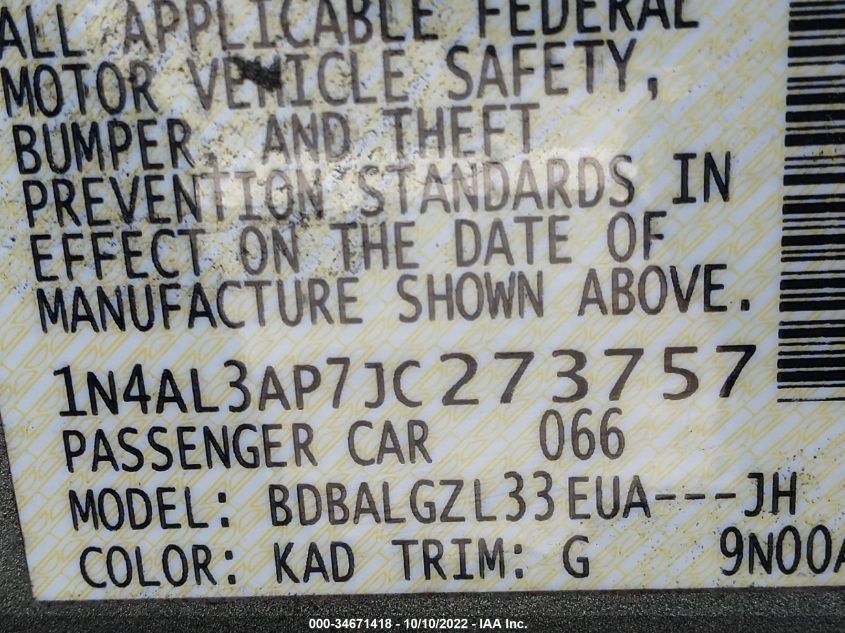 ALL APPLICABLE FEDERAL
MOTOR VEHICLE SAFETY,
BUMPER, AND THEFT
PREVENTION STANDARDS IN
EFFECT ON THE DATE OF
MANUFACTURE SHOWN ABOVE.
1N4AL3AP7JC273757
PASSENGER CAR 066
MODEL: BDBALGZL33EUA---JH
COLOR: KAD TRIM: G 9N00A
000-34671418 - 10/10/2022 - IAA Inc.